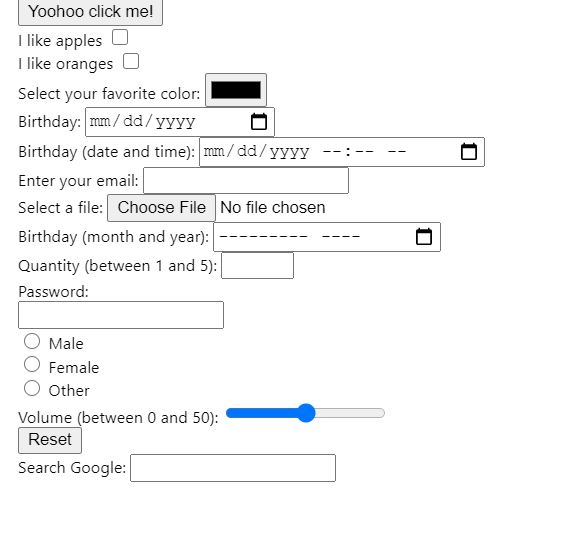 Yoohoo click me!
I like apples
I like oranges
Select your favorite color:
Birthday: mm/dd/yyyy
Birthday (date and time): mm/dd/yyyy --:-- --
Enter your email:
Select a file: Choose File No file chosen
Birthday (month and year): --------- ----
Quantity (between 1 and 5):
Password:
Male
Female
Other
Volume (between 0 and 50):
Reset
Search Google: